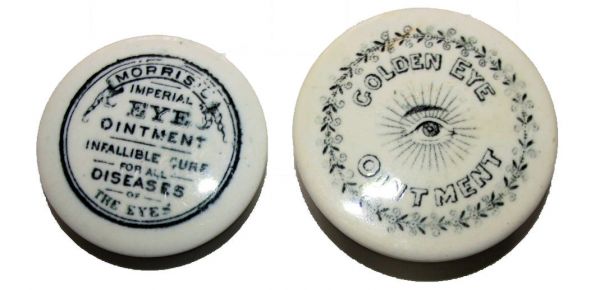 MORRIS'S
IMPERIAL
EYE
OINTMENT
INFALLIBLE CURE
FOR ALL
DISEASES
OF
THE EYES
GOLDEN EYE
OINTMENT